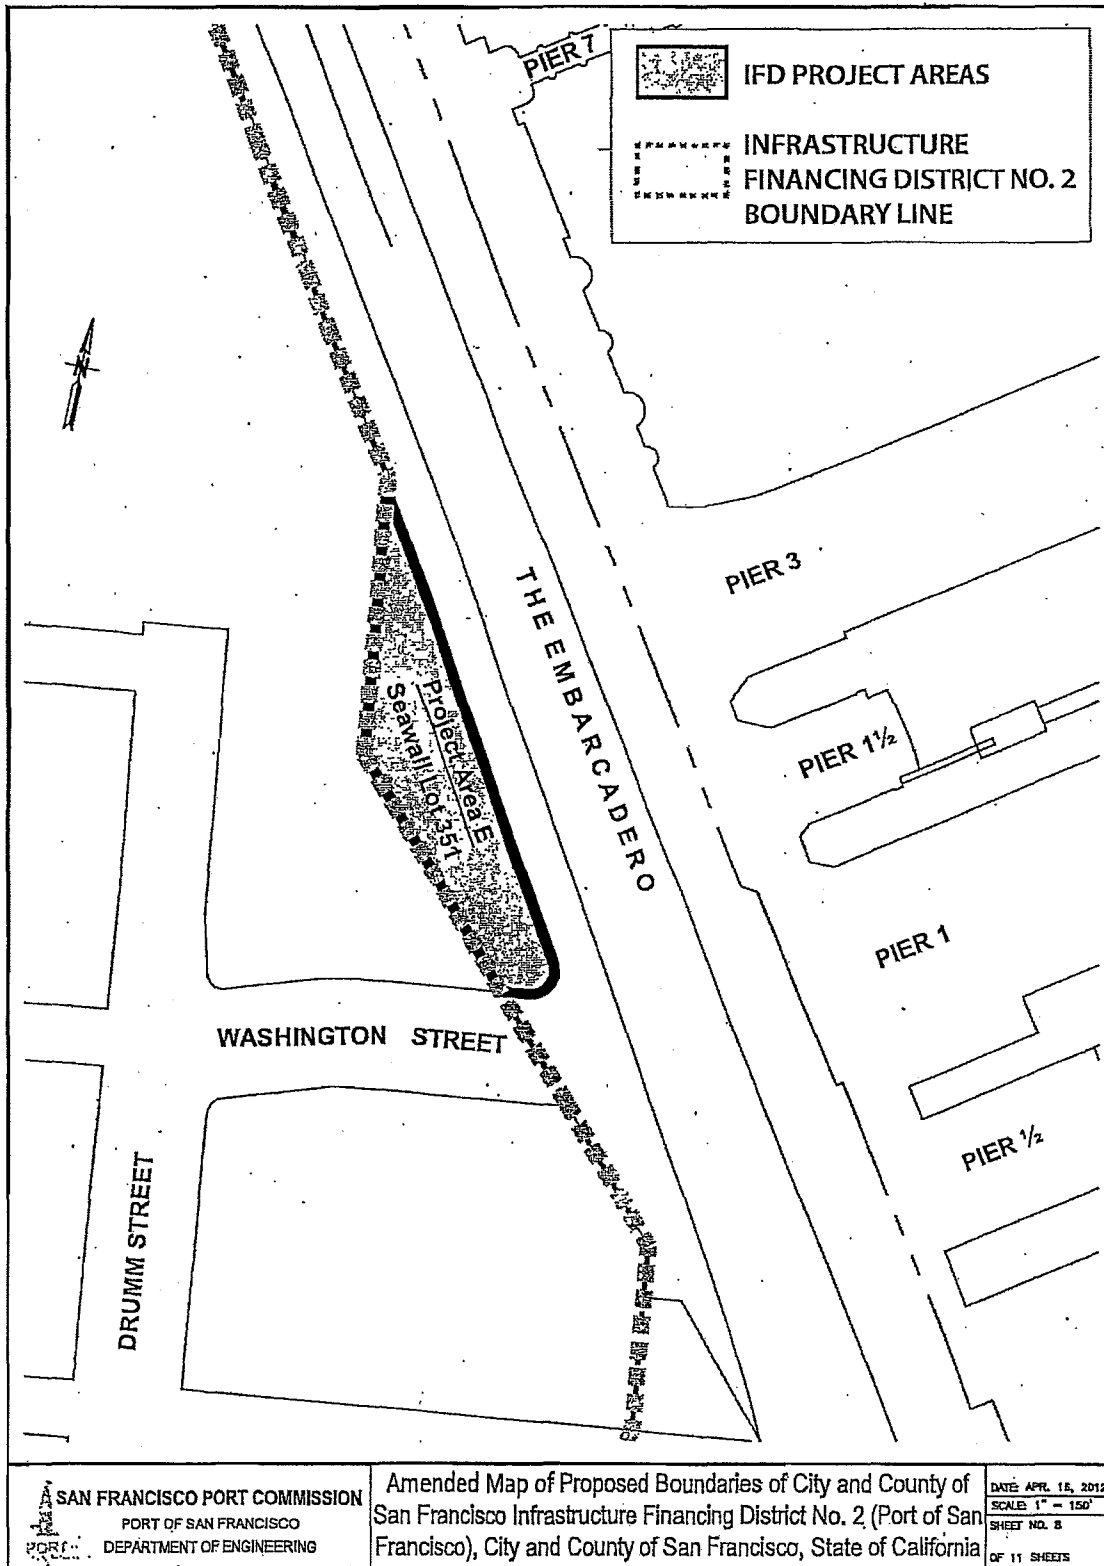 PIER 7
IFD PROJECT AREAS
INFRASTRUCTURE
FINANCING DISTRICT NO. 2
BOUNDARY LINE
N
PIER 3
THE EMBARCADERO
Project Area E
Seawall Lot 351
PIER 1½
PIER 1
WASHINGTON STREET
PIER ½
DRUMM STREET
SAN FRANCISCO PORT COMMISSION
PORT OF SAN FRANCISCO
DEPARTMENT OF ENGINEERING
PORT
Amended Map of Proposed Boundaries of City and County of
San Francisco Infrastructure Financing District No. 2 (Port of San
Francisco), City and County of San Francisco, State of California
DATE APR. 2012
SCALE 1" = 150'
SHEET NO. 8
OF 11 SHEETS